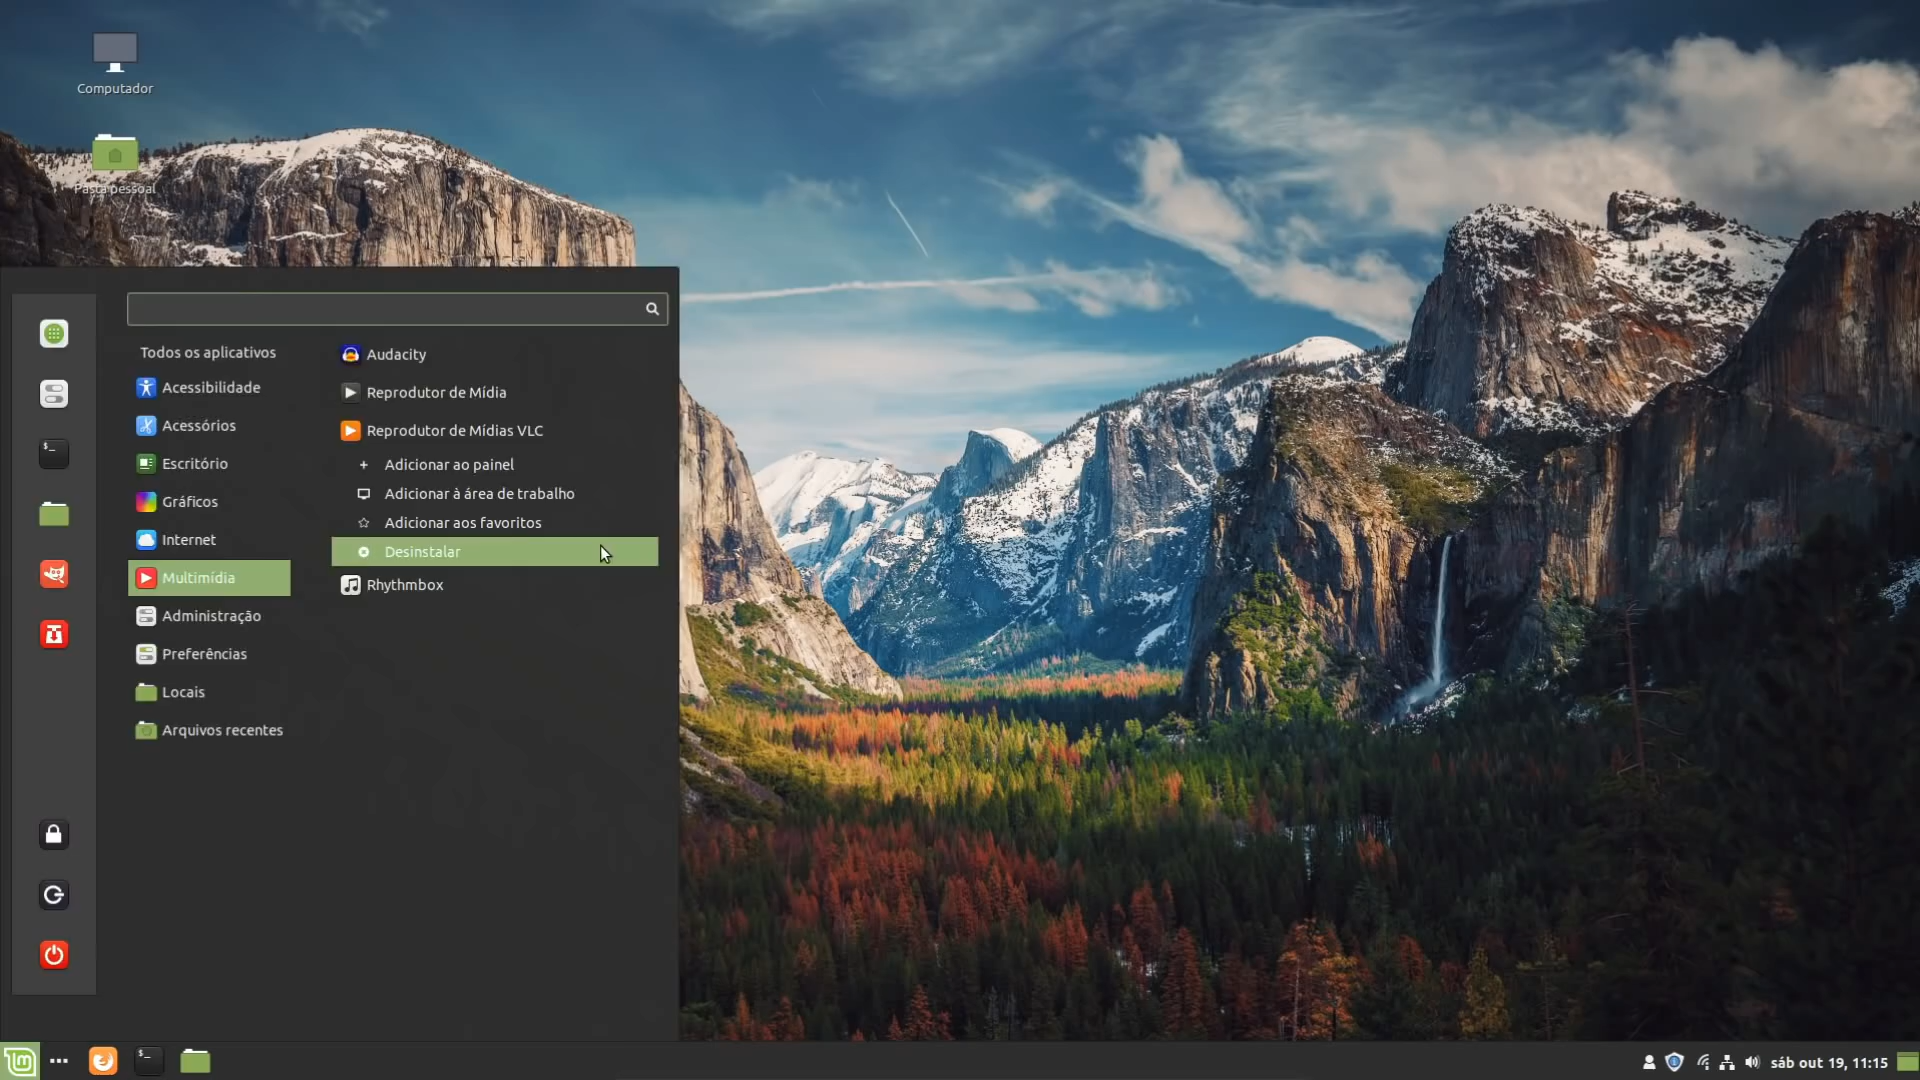 Computador
Pasta pessoal
Todos os aplicativos
Acessibilidade
Acessórios
Escritório
Gráficos
Internet
Multimídia
Administração
Preferências
Locais
Arquivos recentes
Audacity
Reprodutor de Mídia
Reprodutor de Mídias VLC
Adicionar ao painel
Adicionar à área de trabalho
Adicionar aos favoritos
Desinstalar
Rhythmbox
sáb out 19, 11:15